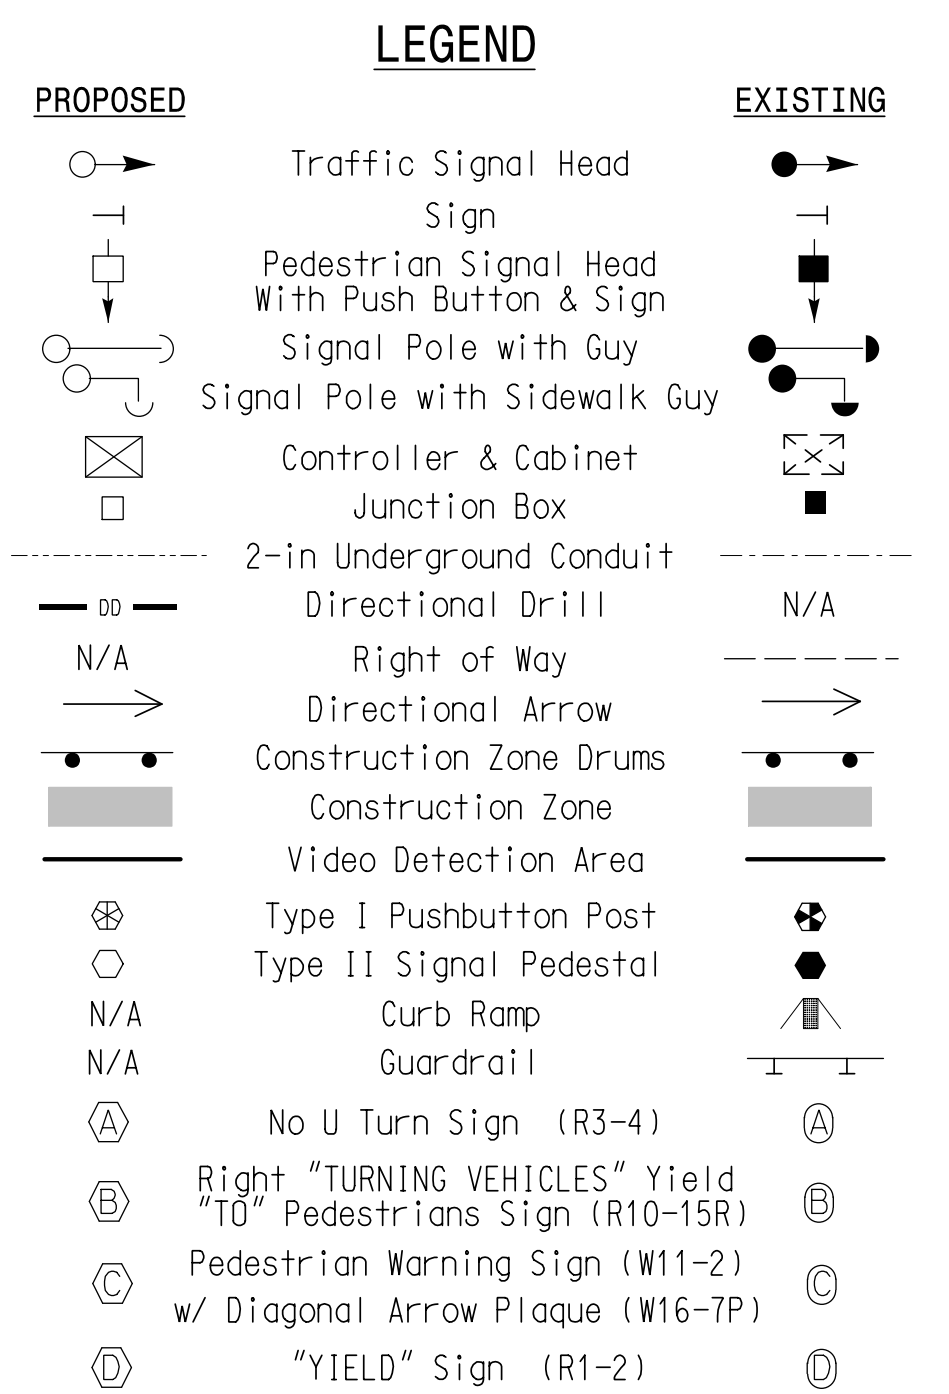 LEGEND
PROPOSED EXISTING
Traffic Signal Head
Sign
Pedestrian Signal Head
With Push Button & Sign
Signal Pole with Guy
Signal Pole with Sidewalk Guy
Controller & Cabinet
Junction Box
2-in Underground Conduit
DD Directional Drill N/A
N/A Right of Way
Directional Arrow
Construction Zone Drums
Construction Zone
Video Detection Area
Type I Pushbutton Post
Type II Signal Pedestal
N/A Curb Ramp
N/A Guardrail
A No U Turn Sign (R3-4) A
Right "TURNING VEHICLES" Yield
B "TO" Pedestrians Sign (R10-15R) B
Pedestrian Warning Sign (W11-2)
C w/ Diagonal Arrow Plaque (W16-7P) C
D "YIELD" Sign (R1-2) D